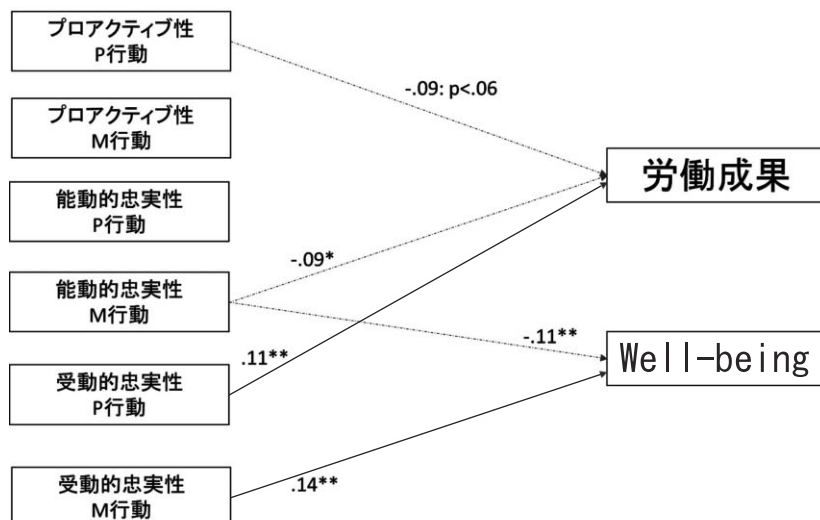 プロアクティブ性
P行動
プロアクティブ性
M行動
能動的忠実性
P行動
能動的忠実性
M行動
受動的忠実性
P行動
受動的忠実性
M行動
-.09: p<.06
-.09*
-.11**
.11**
.14**
労働成果
Well-being